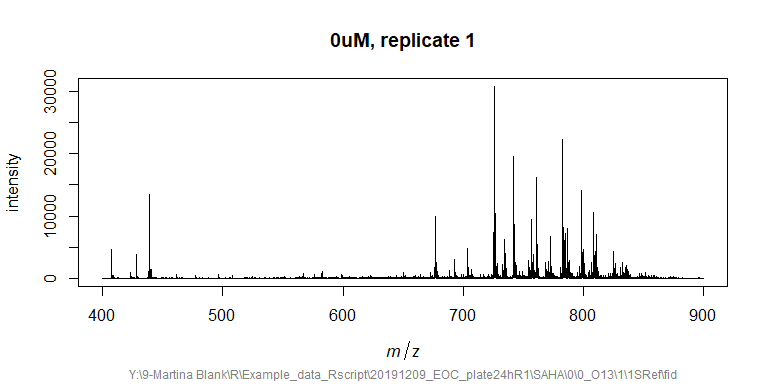 0uM, replicate 1
30000
20000
10000
0
intensity
400 500 600 700 800 900
m/z
Y:\9-Martina Blank\R\Example_data_Rscript\20191209_EOC_plate24hR1\SAHA\0\0_O13\1\1SRef\fid